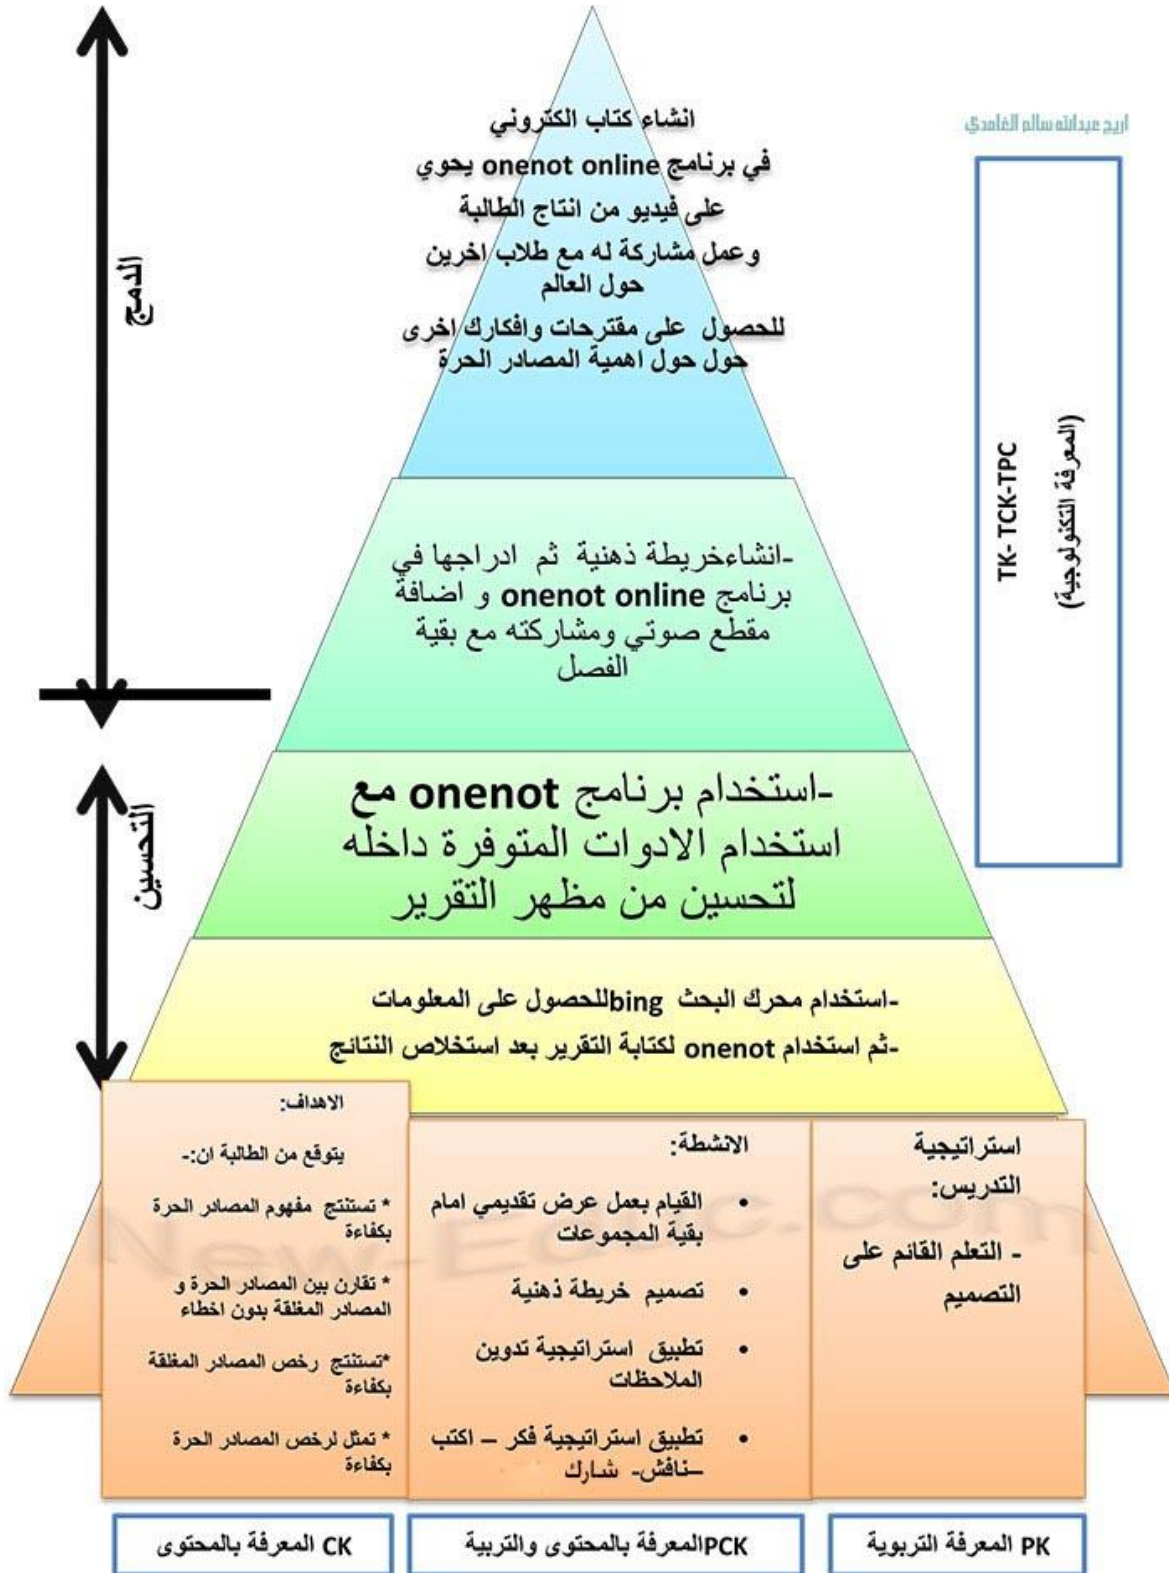 انشاء كتاب الكتروني
في برنامج onenot online يحوي
على فيديو من انتاج الطالبة
وعمل مشاركة له مع طلاب اخرين
حول العالم
للحصول على مقترحات وافكارك اخرى
حول حول اهمية المصادر الحرة
اريج عبدالله سالم الغامدي
TK- TCK-TPC
(المعرفة التكنولوجية)
الدمج
-انشاءخريطة ذهنية ثم ادراجها في
برنامج onenot online و اضافة
مقطع صوتي ومشاركته مع بقية
الفصل
التحسين
-استخدام برنامج onenot مع
استخدام الادوات المتوفرة داخله
لتحسين من مظهر التقرير
-استخدام محرك البحث bingللحصول على المعلومات
-ثم استخدام onenot لكتابة التقرير بعد استخلاص النتائج
استراتيجية
التدريس:
- التعلم القائم على
التصميم
الانشطة:
• القيام بعمل عرض تقديمي امام
بقية المجموعات
• تصميم خريطة ذهنية
• تطبيق استراتيجية تدوين
الملاحظات
• تطبيق استراتيجية فكر – اكتب
–ناقش- شارك
الاهداف:
يتوقع من الطالبة ان:-
* تستنتج مفهوم المصادر الحرة
بكفاءة
* تقارن بين المصادر الحرة و
المصادر المغلقة بدون اخطاء
*تستنتج رخص المصادر المغلقة
بكفاءة
* تمثل لرخص المصادر الحرة
بكفاءة
New-Educ.com
PK المعرفة التربوية
PCKالمعرفة بالمحتوى والتربية
CK المعرفة بالمحتوى